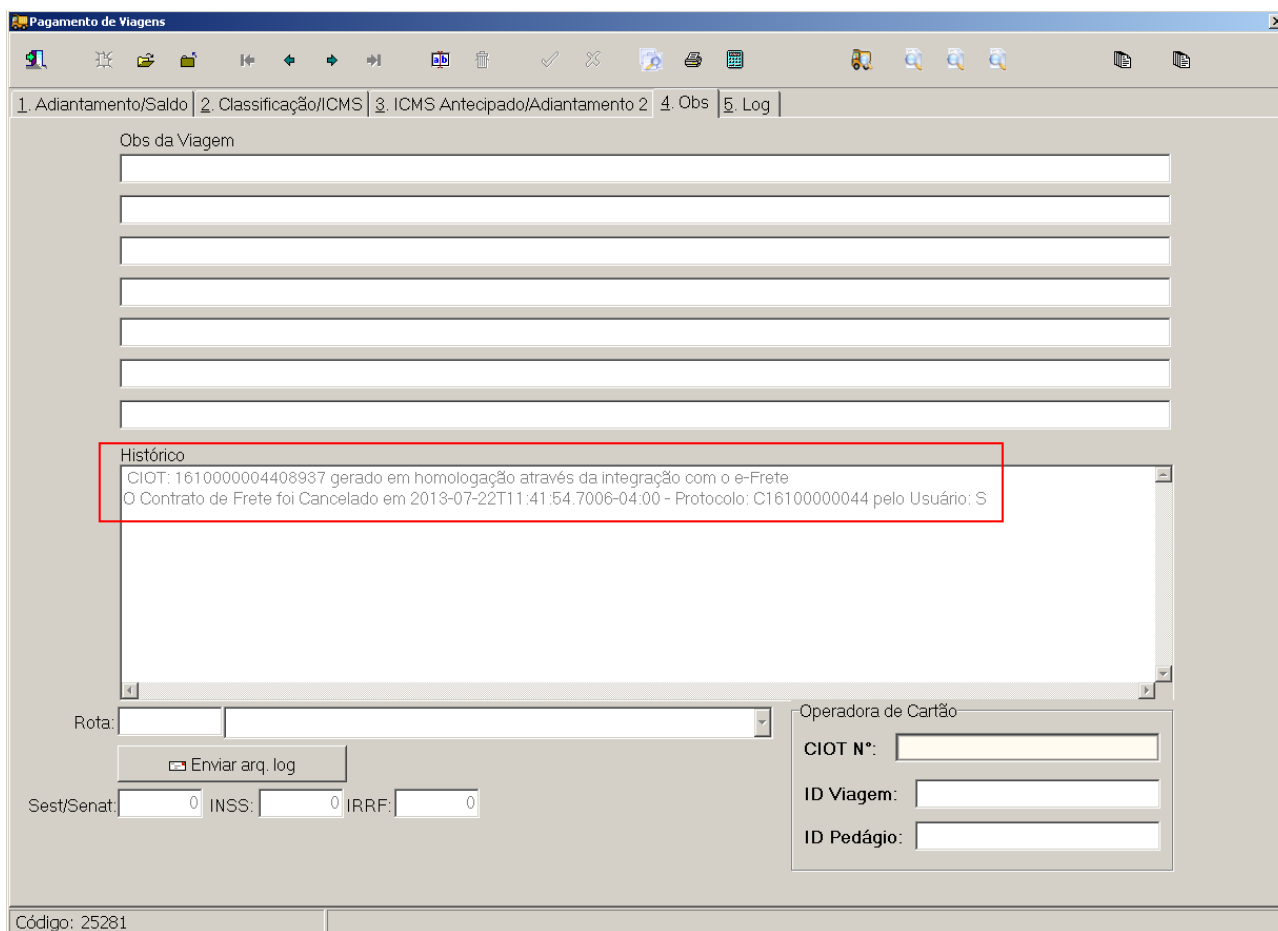 Pagamento de Viagens
1. Adiantamento/Saldo 2. Classificação/ICMS 3. ICMS Antecipado/Adiantamento 2 4. Obs 5. Log
Obs da Viagem
Histórico
CIOT: 1610000004408937 gerado em homologação através da integração com o e-Frete
O Contrato de Frete foi Cancelado em 2013-07-22T11:41:54.7006-04:00 - Protocolo: C16100000044 pelo Usuário: S
Rota:
Operadora de Cartão
CIOT N°:
Enviar arq. log
ID Viagem:
Sest/Senat: 0 INSS: 0 IRRF: 0
ID Pedágio:
Código: 25281